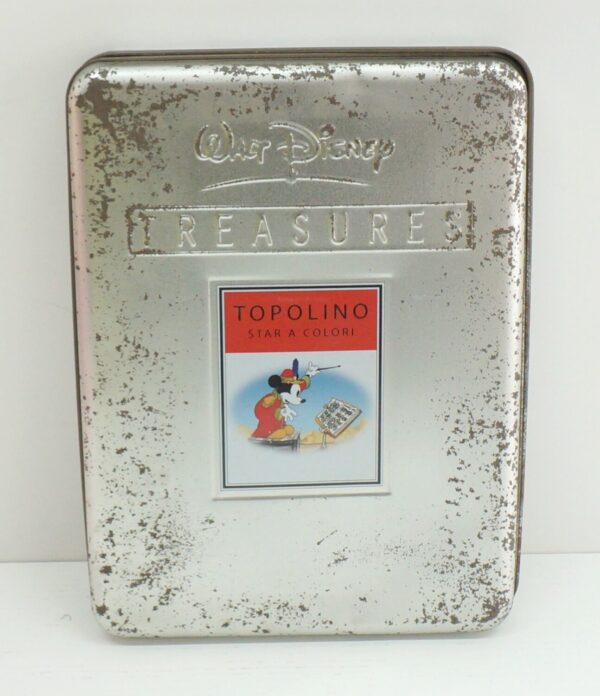 WALT DISNEY
TREASURES
TOPOLINO
STAR A COLORI